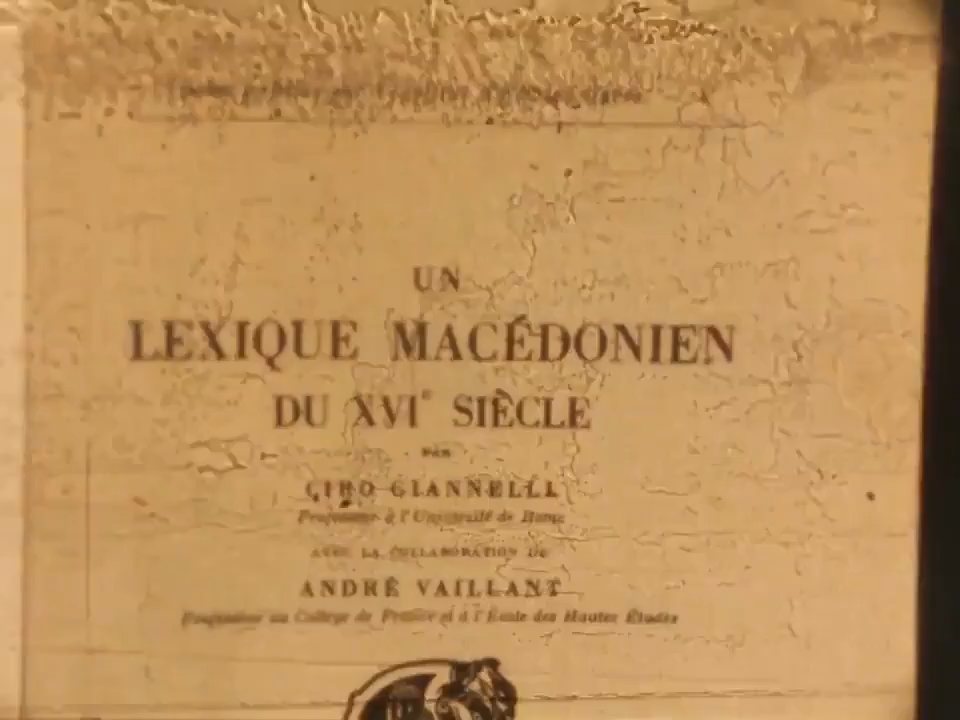 UN
LEXIQUE MACÉDONIEN
DU XVIe SIÈCLE
PAR
CIRO GIANNELLI
Professeur à l'Université de Rome
AVEC LA COLLABORATION DE
ANDRÉ VAILLANT
Professeur au Collège de France et à l'École des Hautes Études